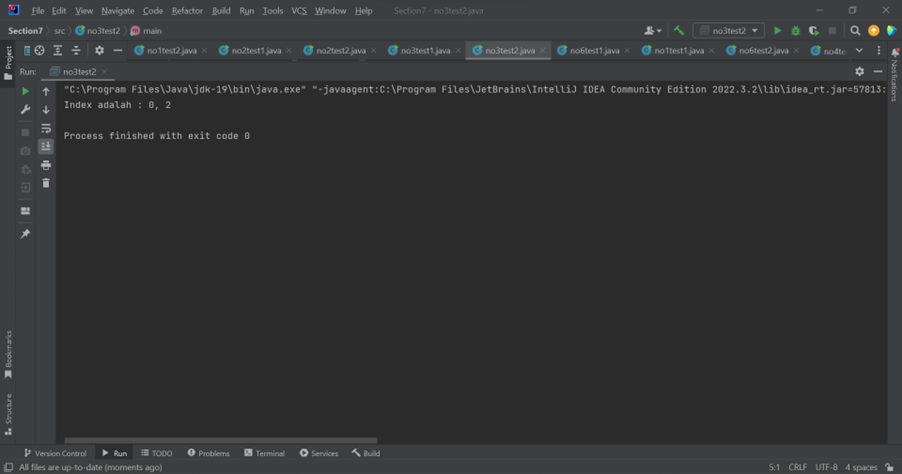 File Edit View Navigate Code Refactor Build Run Tools VCS Window Help Section7 - no3test2.java
Section7 src no3test2 main no3test2
Project
no1test2.java no2test1.java no2test2.java no3test1.java no3test2.java no6test1.java no1test1.java no6test2.java no4te
Notifications
Run: no3test2
"C:\Program Files\Java\jdk-19\bin\java.exe" "-javaagent:C:\Program Files\JetBrains\IntelliJ IDEA Community Edition 2022.3.2\lib\idea_rt.jar=57813:
Index adalah : 0, 2
Process finished with exit code 0
Bookmarks
Structure
Version Control Run TODO Problems Terminal Services Build
All files are up-to-date (moments ago) 5:1 CRLF UTF-8 4 spaces